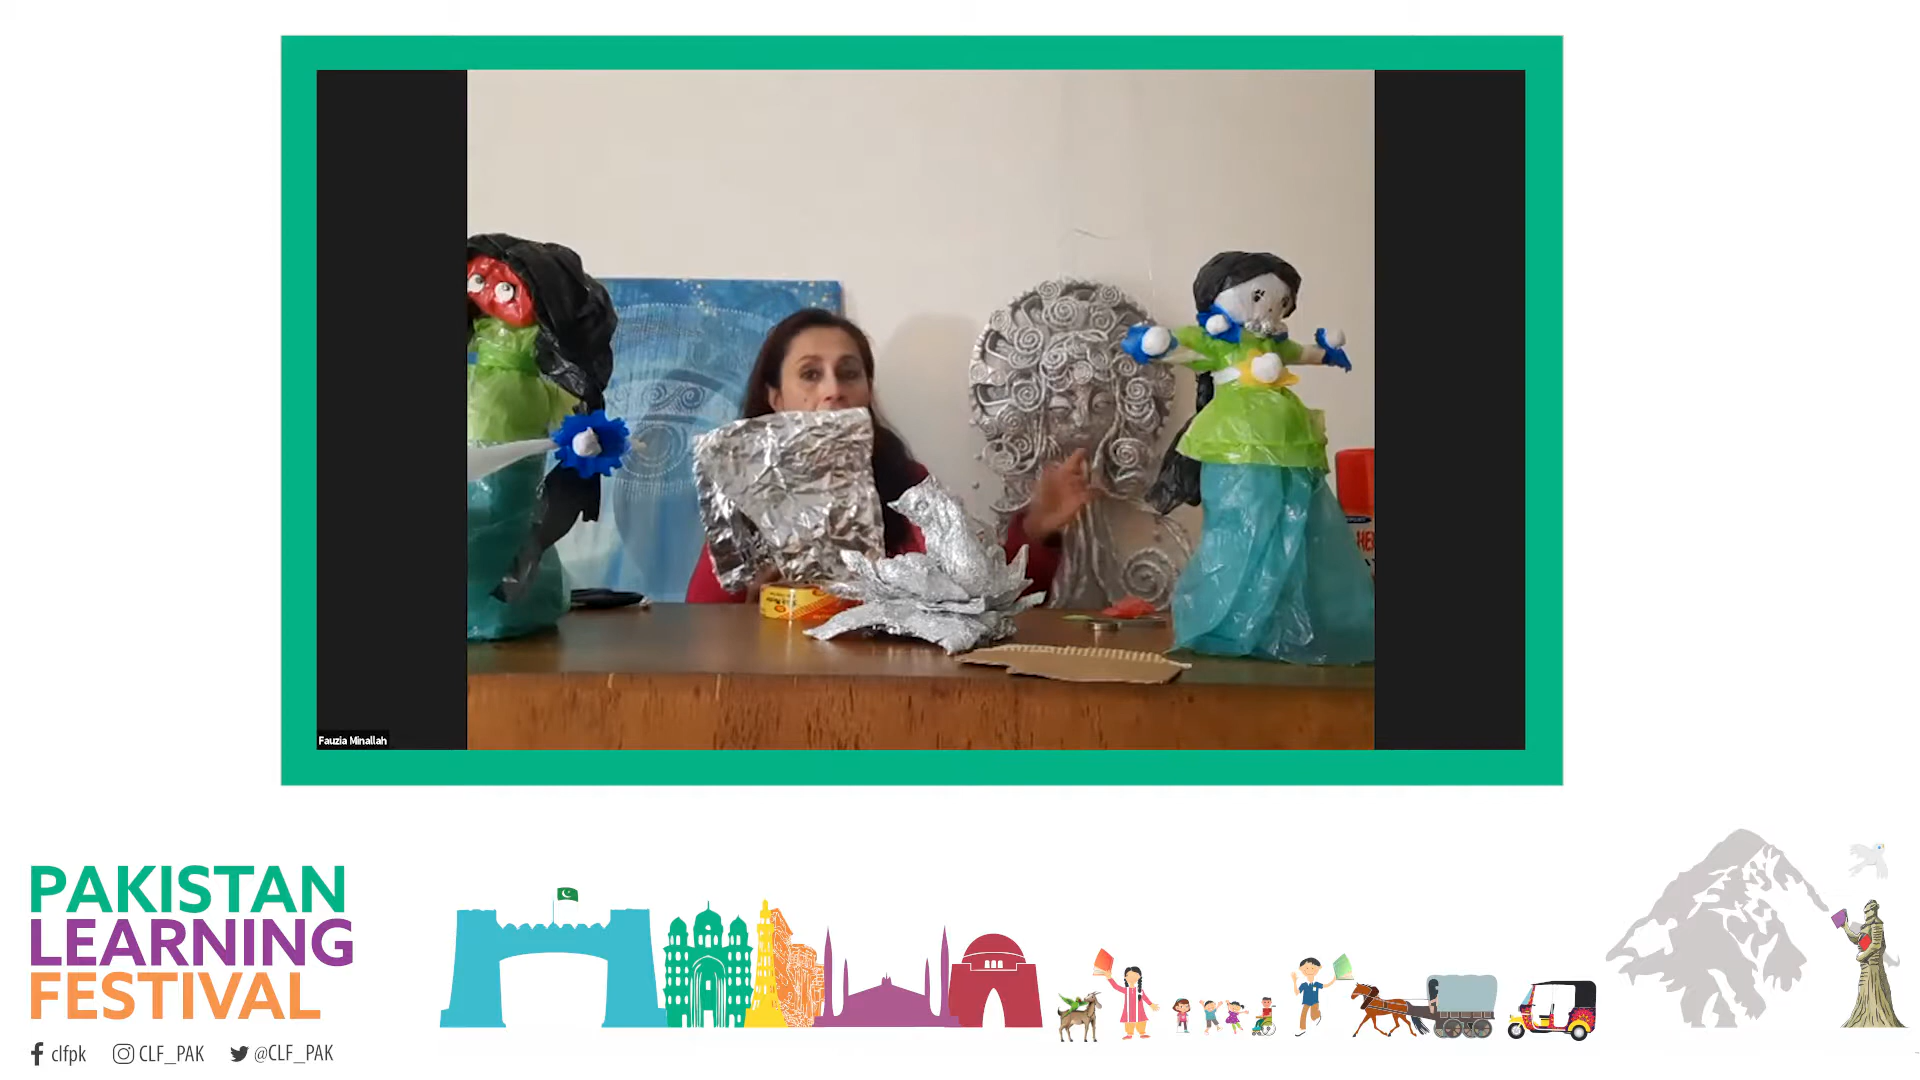 Fauzia Minallah
PAKISTAN
LEARNING
FESTIVAL
clfpk CLF_PAK @CLF_PAK